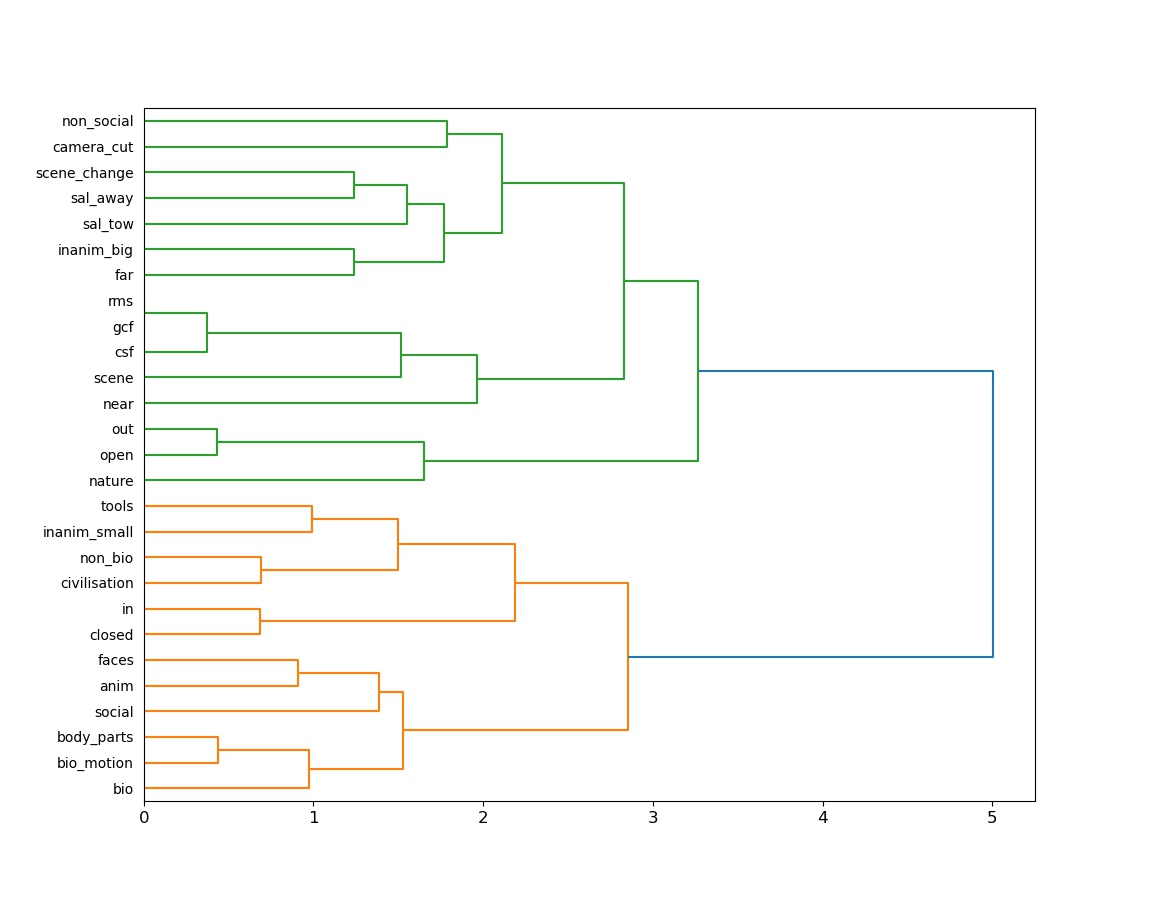 non_social
camera_cut
scene_change
sal_away
sal_tow
inanim_big
far
rms
gcf
csf
scene
near
out
open
nature
tools
inanim_small
non_bio
civilisation
in
closed
faces
anim
social
body_parts
bio_motion
bio
0 1 2 3 4 5